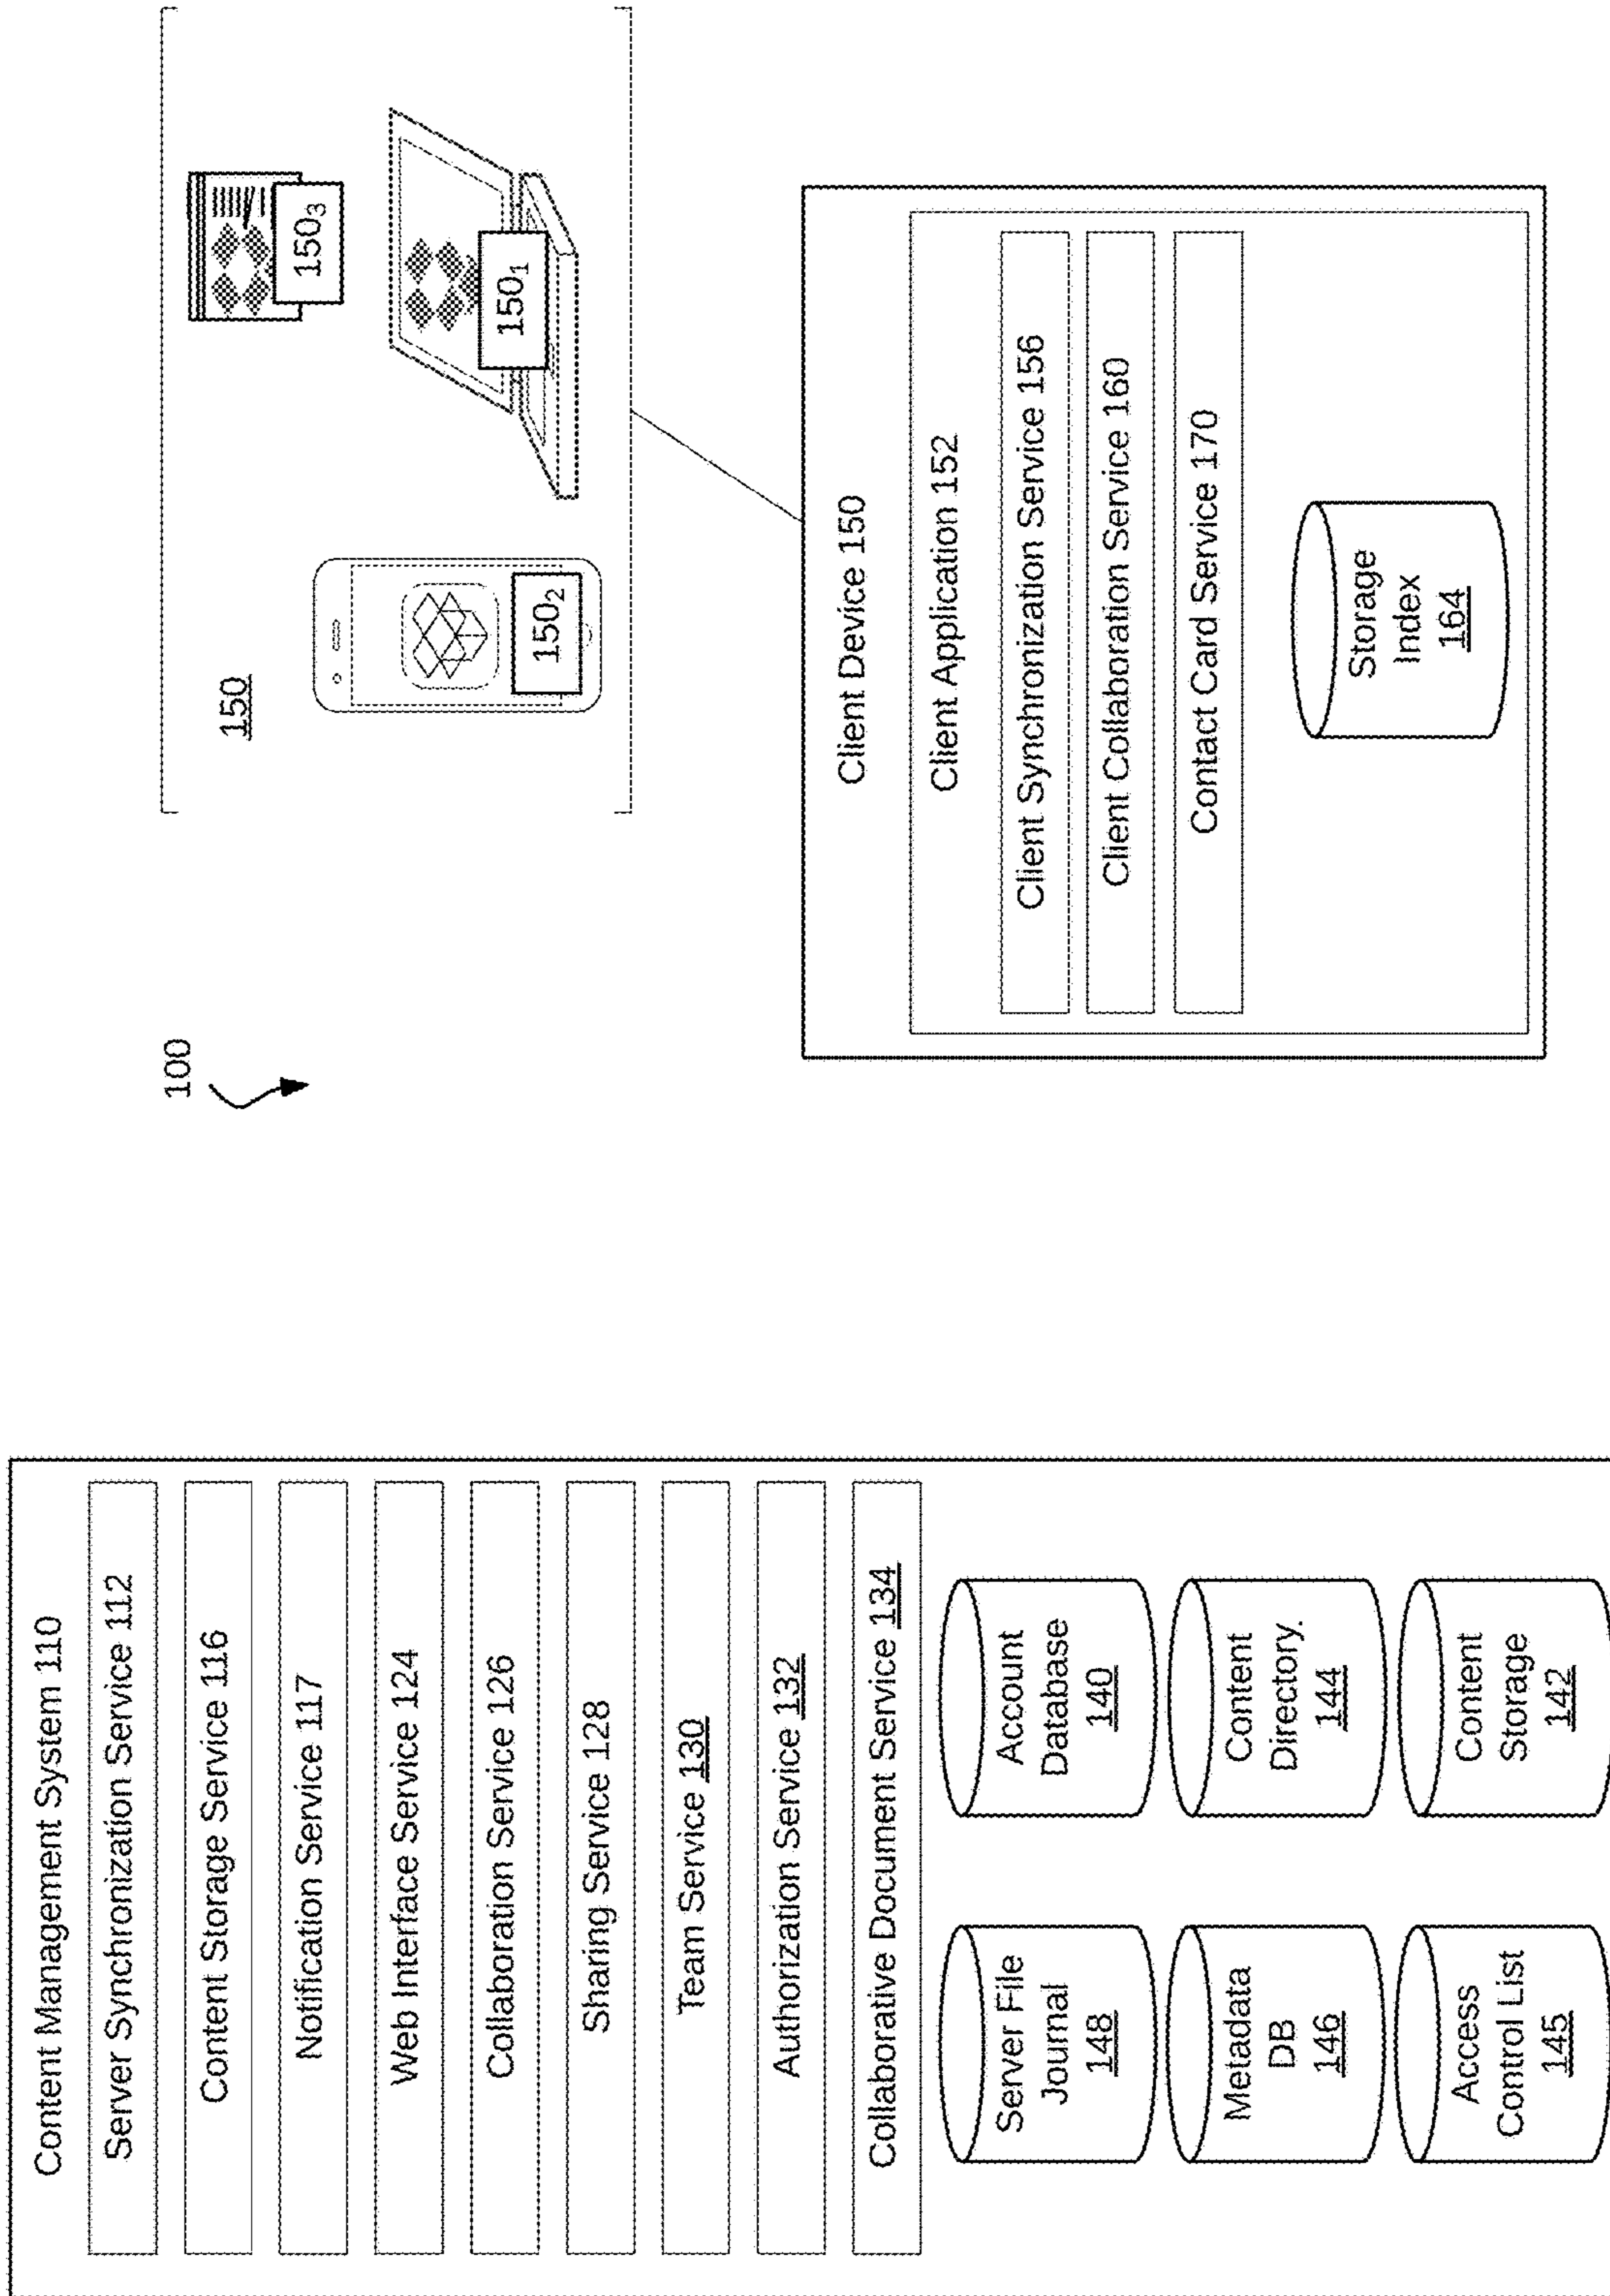 Content Management System 110
Server Synchronization Service 112
Content Storage Service 116
Notification Service 117
Web Interface Service 124
Collaboration Service 126
Sharing Service 128
Team Service 130
Authorization Service 132
Collaborative Document Service 134
Server File
Journal
148
Account
Database
140
Metadata
DB
146
Content
Directory.
144
Access
Control List
145
Content
Storage
142
100
150
150₂
150₁
150₃
Client Device 150
Client Application 152
Client Synchronization Service 156
Client Collaboration Service 160
Contact Card Service 170
Storage
Index
164